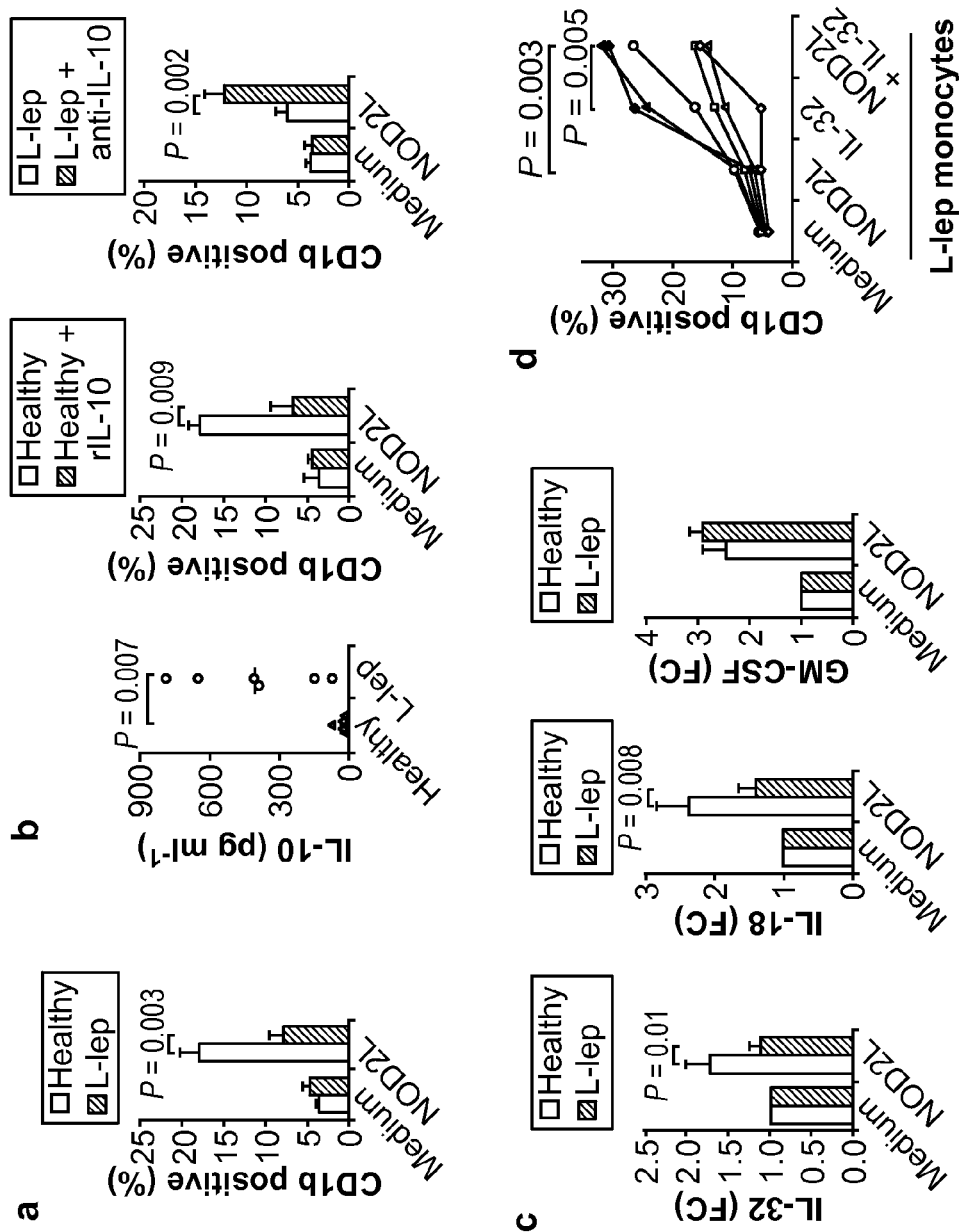 a
Healthy
L-lep
P = 0.003
CD1b positive
(%)
25
20
15
10
5
0
Medium
NOD2L
b
P = 0.007
IL-10 (pg ml⁻¹)
900
600
300
0
Healthy
L-lep
Healthy
Healthy +
rIL-10
P = 0.009
CD1b positive
(%)
25
20
15
10
5
0
Medium
NOD2L
L-lep
L-lep +
anti-IL-10
P = 0.002
CD1b positive
(%)
20
15
10
5
0
Medium
NOD2L
c
Healthy
L-lep
P = 0.01
IL-32 (FC)
2.5
2.0
1.5
1.0
0.5
0.0
Medium
NOD2L
Healthy
L-lep
P = 0.008
IL-18 (FC)
3
2
1
0
Medium
NOD2L
Healthy
L-lep
GM-CSF (FC)
4
3
2
1
0
Medium
NOD2L
d
P = 0.003
P = 0.005
CD1b positive
(%)
30
20
10
0
Medium
NOD2L
IL-32
NOD2L
+ IL-32
L-lep monocytes